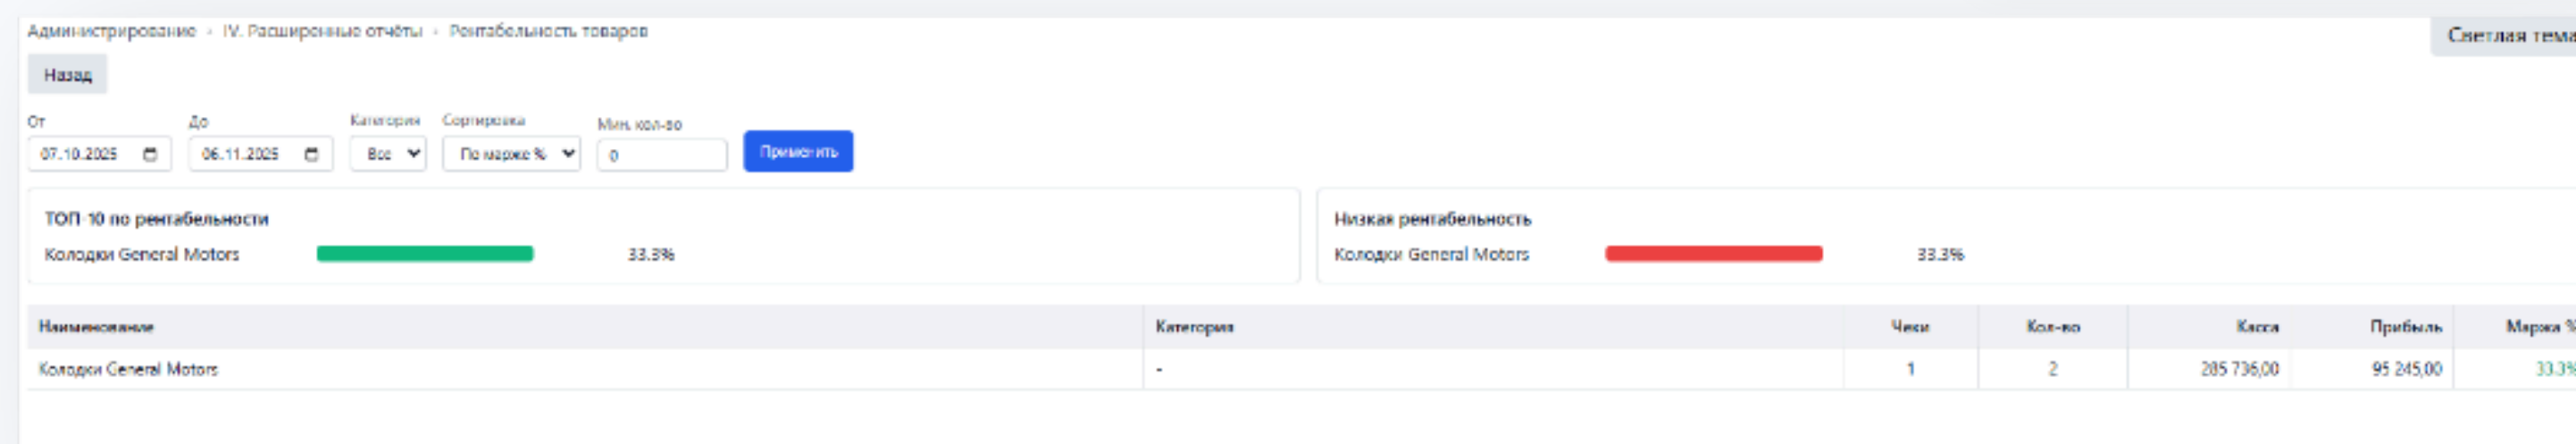 Администрирование › IV. Расширенные отчёты › Рентабельность товаров
Светлая тема
Назад
От До Категория Сортировка Мин. кол-во
07.10.2025 06.11.2025 Все По марже % 0 Применить
ТОП-10 по рентабельности
Колодки General Motors 33.3%
Низкая рентабельность
Колодки General Motors 33.3%
Наименование Категория Чеки Кол-во Касса Прибыль Маржа %
Колодки General Motors - 1 2 285 736,00 95 245,00 33.3%